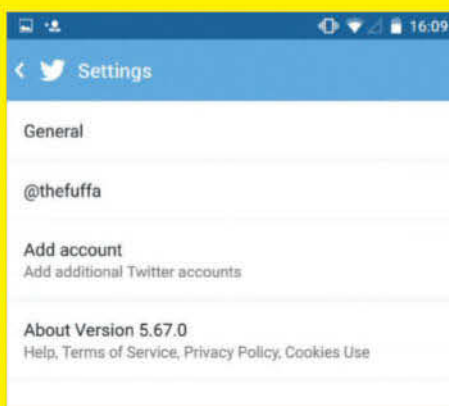 16:09
Settings
General
@thefuffa
Add account
Add additional Twitter accounts
About Version 5.67.0
Help, Terms of Service, Privacy Policy, Cookies Use